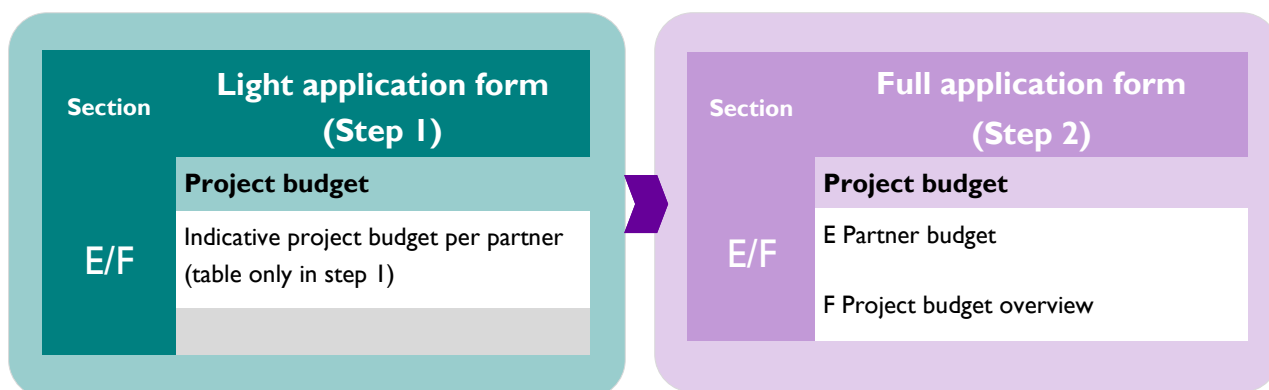 Section
Light application form
(Step 1)
Project budget
E/F
Indicative project budget per partner
(table only in step 1)
Section
Full application form
(Step 2)
Project budget
E/F
E Partner budget
F Project budget overview